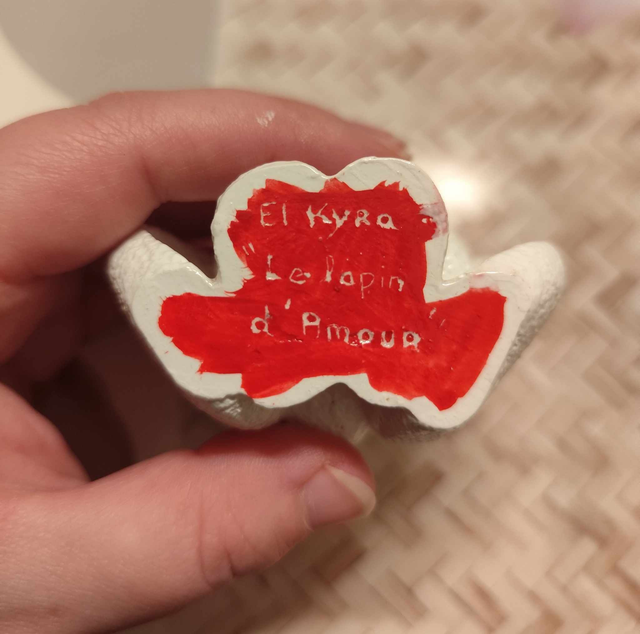 El Kyra
"Le lapin
d'Amour"